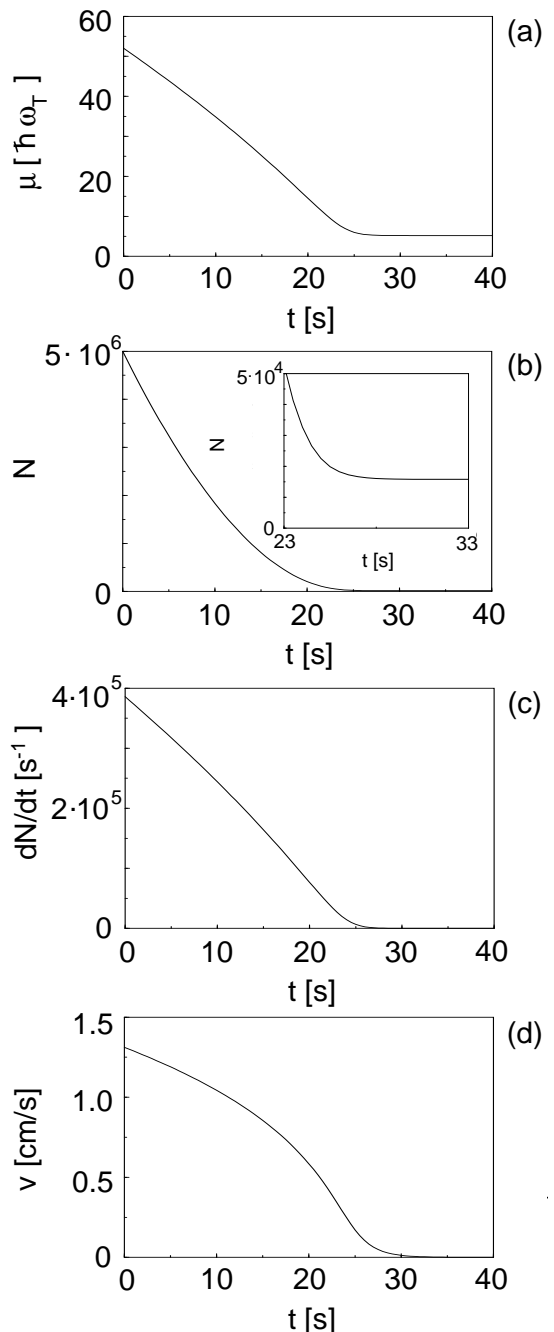 (a)
μ [ ħω_T ]
60
40
20
0
0 10 20 30 40
t [s]
(b)
N
5· 10^6
0
0 10 20 30 40
t [s]
N
5·10^4
0
23 33
t [s]
(c)
dN/dt [s^-1]
4·10^5
2·10^5
0
0 10 20 30 40
t [s]
(d)
v [cm/s]
1.5
1.0
0.5
0
0 10 20 30 40
t [s]